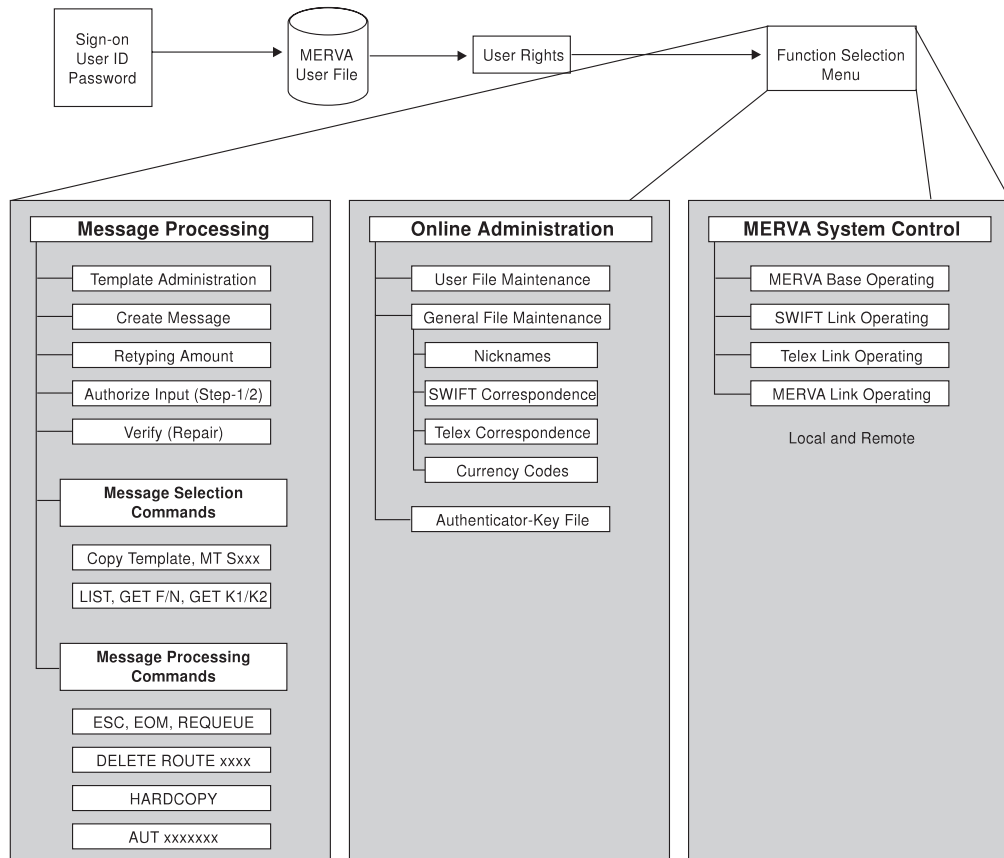 Sign-on
User ID
Password
MERVA
User File
User Rights
Function Selection
Menu
Message Processing
Template Administration
Create Message
Retyping Amount
Authorize Input (Step-1/2)
Verify (Repair)
Message Selection
Commands
Copy Template, MT Sxxx
LIST, GET F/N, GET K1/K2
Message Processing
Commands
ESC, EOM, REQUEUE
DELETE ROUTE xxxx
HARDCOPY
AUT xxxxxxx
Online Administration
User File Maintenance
General File Maintenance
Nicknames
SWIFT Correspondence
Telex Correspondence
Currency Codes
Authenticator-Key File
MERVA System Control
MERVA Base Operating
SWIFT Link Operating
Telex Link Operating
MERVA Link Operating
Local and Remote